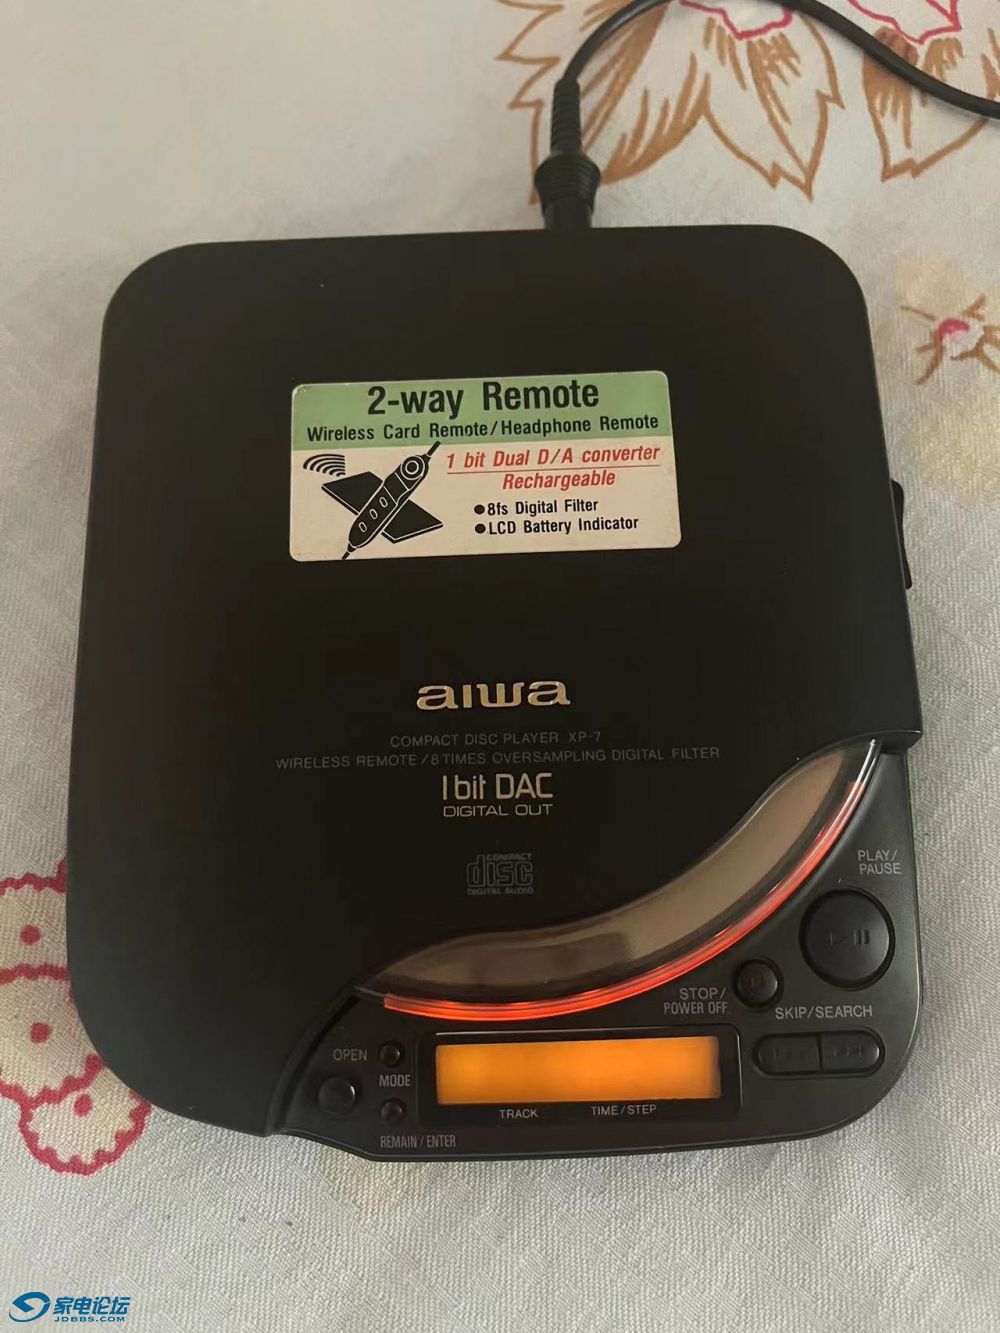 2-way Remote
Wireless Card Remote/Headphone Remote
1 bit Dual D/A converter
Rechargeable
●8fs Digital Filter
●LCD Battery Indicator
aiwa
COMPACT DISC PLAYER XP-7
WIRELESS REMOTE/8 TIMES OVERSAMPLING DIGITAL FILTER
1 bit DAC
DIGITAL OUT
COMPACT
disc
DIGITAL AUDIO
PLAY/
PAUSE
STOP/
POWER OFF
SKIP/SEARCH
OPEN
MODE
REMAIN/ENTER
TRACK
TIME/STEP
家电论坛
JDBBS.COM